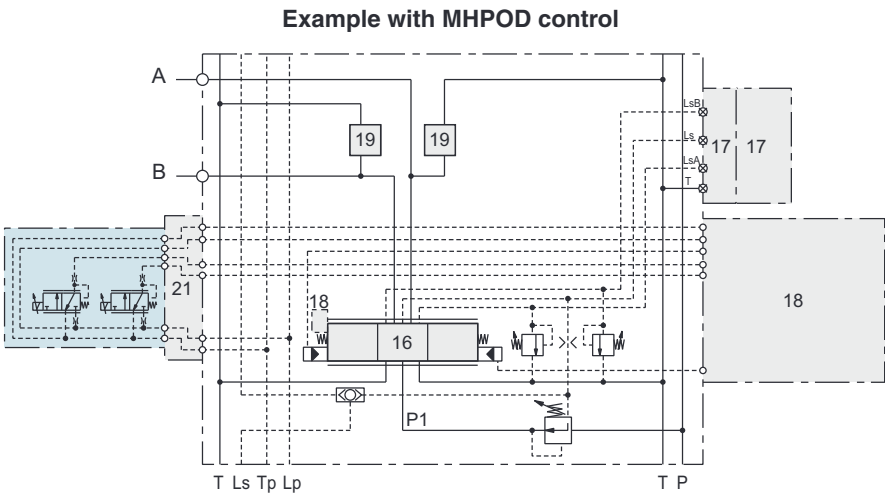 Example with MHPOD control
A
LsB
19
19
Ls
17
17
LsA
B
T
21
18
18
16
P1
T Ls Tp Lp
T P